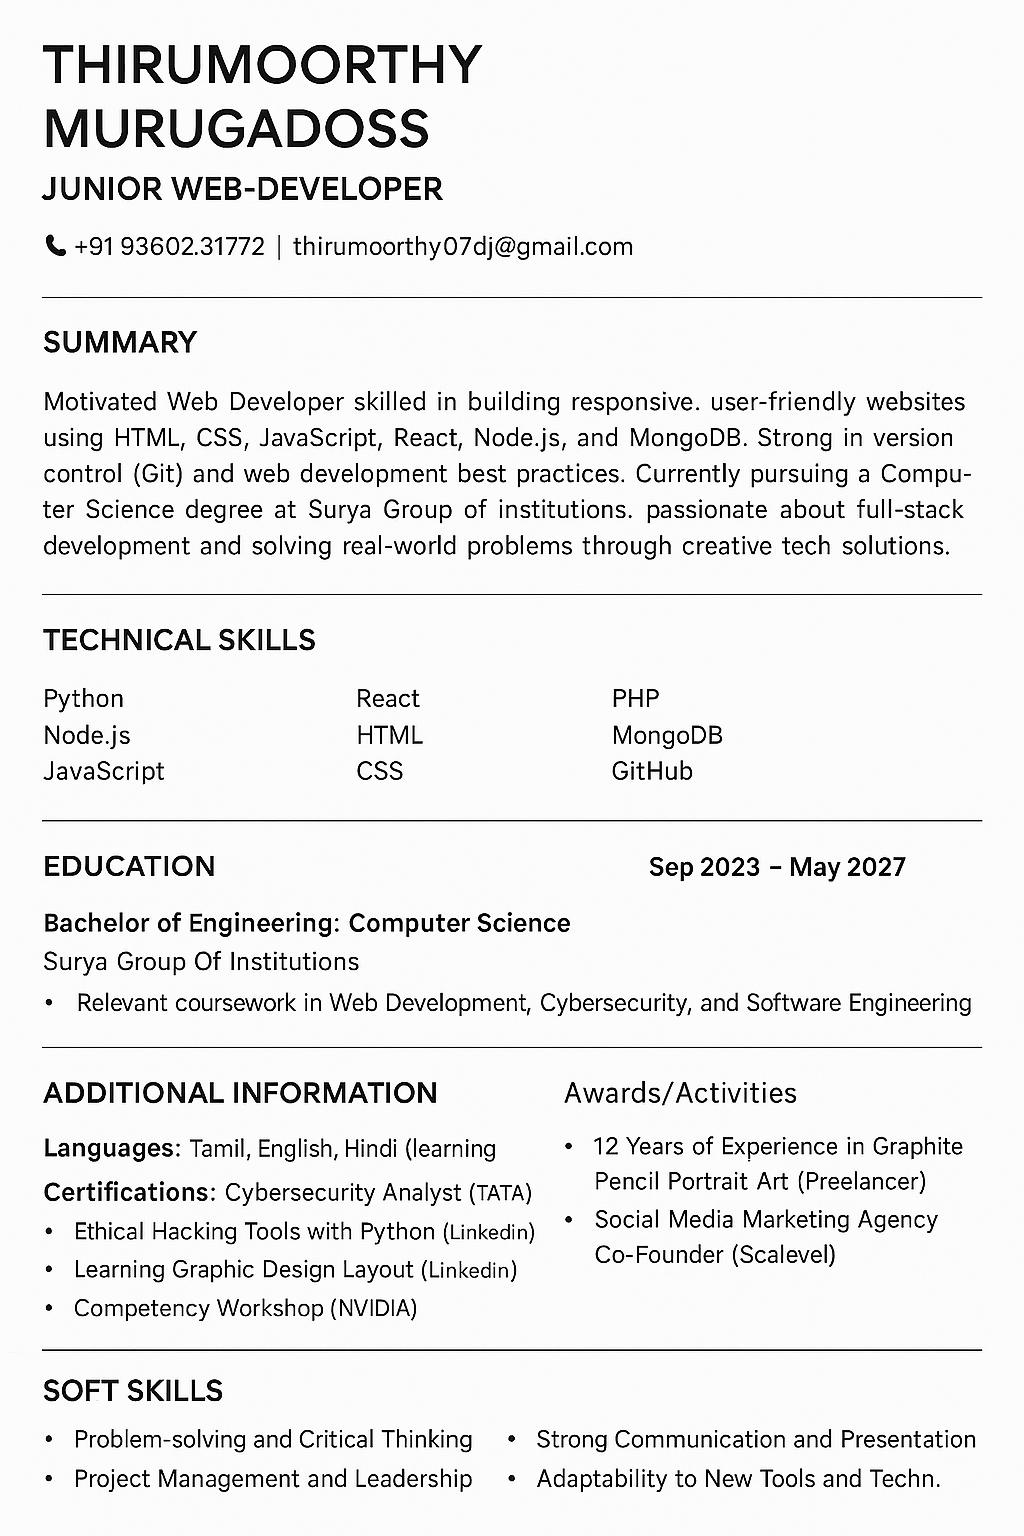 THIRUMOORTHY
MURUGADOSS
JUNIOR WEB-DEVELOPER
+91 93602.31772 | thirumoorthy07dj@gmail.com
SUMMARY
Motivated Web Developer skilled in building responsive. user-friendly websites
using HTML, CSS, JavaScript, React, Node.js, and MongoDB. Strong in version
control (Git) and web development best practices. Currently pursuing a Compu-
ter Science degree at Surya Group of institutions. passionate about full-stack
development and solving real-world problems through creative tech solutions.
TECHNICAL SKILLS
Python React PHP
Node.js HTML MongoDB
JavaScript CSS GitHub
EDUCATION Sep 2023 – May 2027
Bachelor of Engineering: Computer Science
Surya Group Of Institutions
• Relevant coursework in Web Development, Cybersecurity, and Software Engineering
ADDITIONAL INFORMATION
Languages: Tamil, English, Hindi (learning
Certifications: Cybersecurity Analyst (TATA)
• Ethical Hacking Tools with Python (Linkedin)
• Learning Graphic Design Layout (Linkedin)
• Competency Workshop (NVIDIA)
Awards/Activities
• 12 Years of Experience in Graphite
Pencil Portrait Art (Preelancer)
• Social Media Marketing Agency
Co-Founder (Scalevel)
SOFT SKILLS
• Problem-solving and Critical Thinking
• Project Management and Leadership
• Strong Communication and Presentation
• Adaptability to New Tools and Techn.